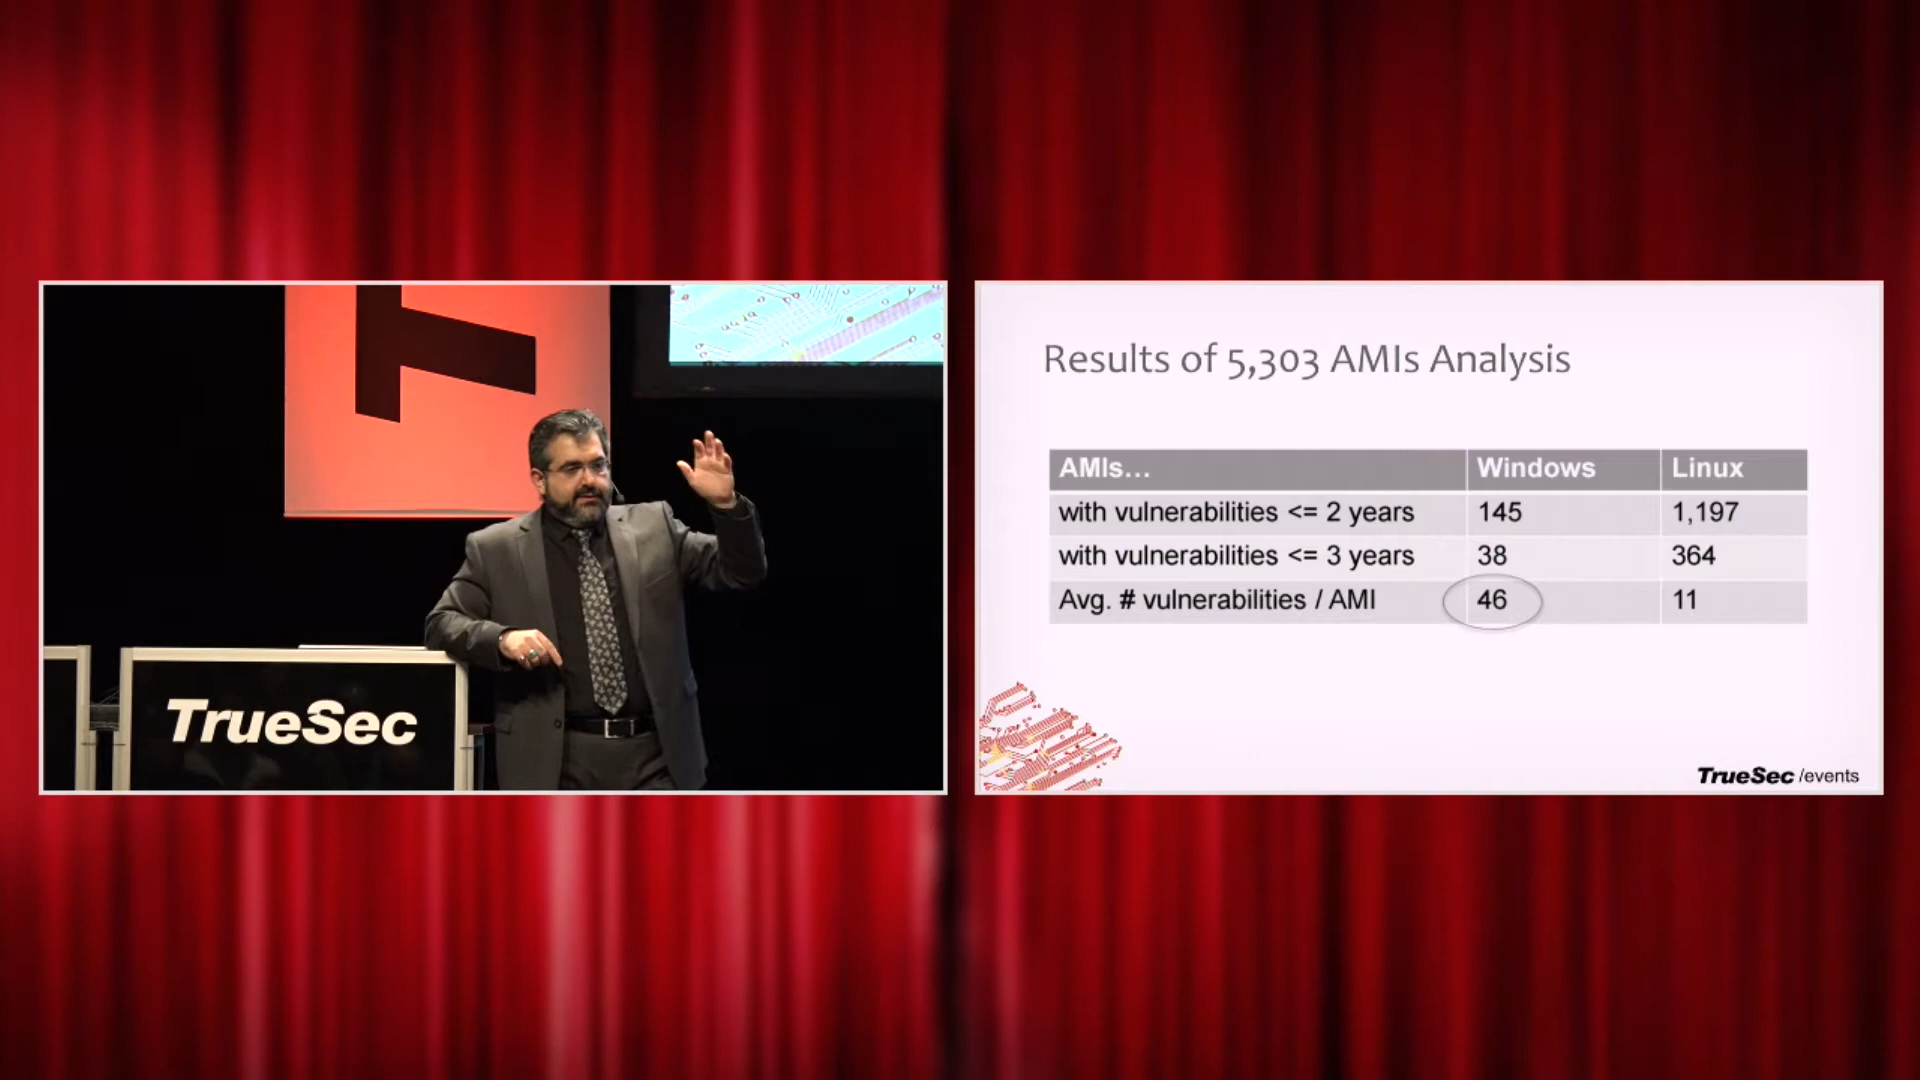 TrueSec
Results of 5,303 AMIs Analysis
AMIs... Windows Linux
with vulnerabilities <= 2 years 145 1,197
with vulnerabilities <= 3 years 38 364
Avg. # vulnerabilities / AMI 46 11
TrueSec /events